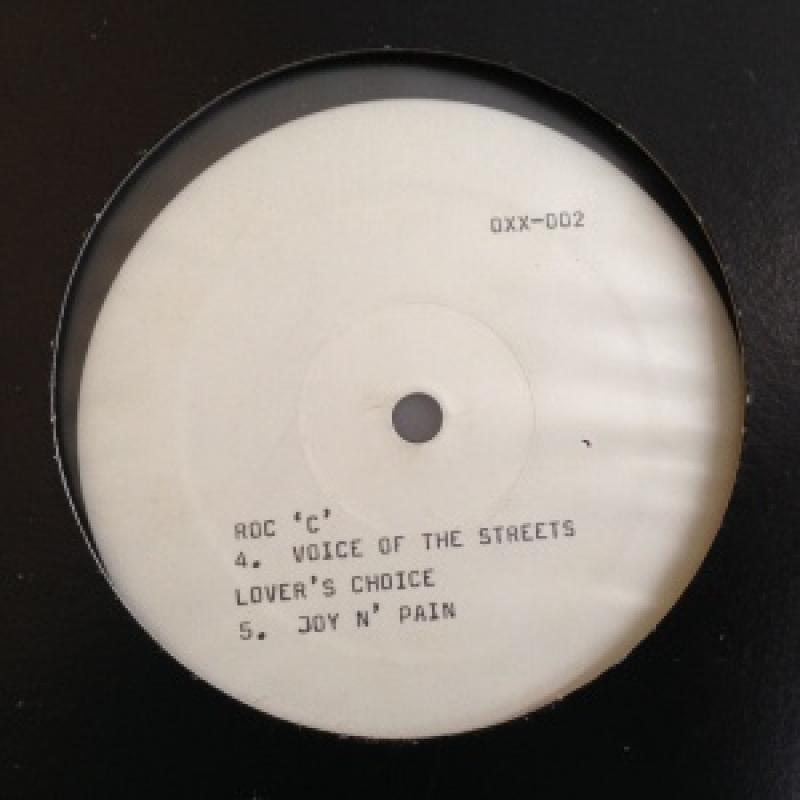 OXX-002
ROC 'C'
4. VOICE OF THE STREETS
LOVER'S CHOICE
5. JOY N' PAIN